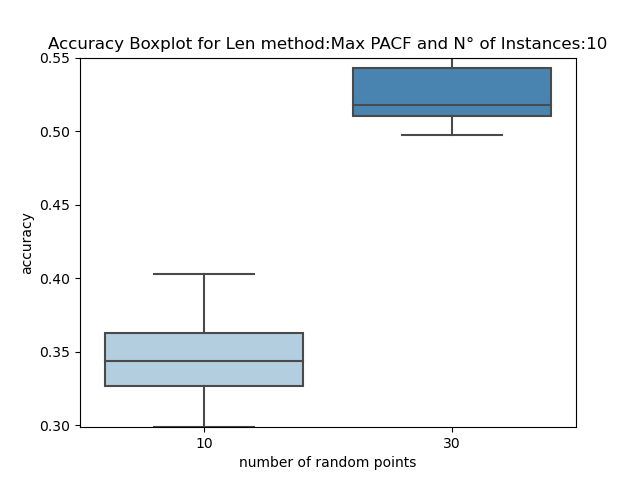 Accuracy Boxplot for Len method:Max PACF and N° of Instances:10
0.55
0.50
0.45
0.40
0.35
0.30
accuracy
10 30
number of random points